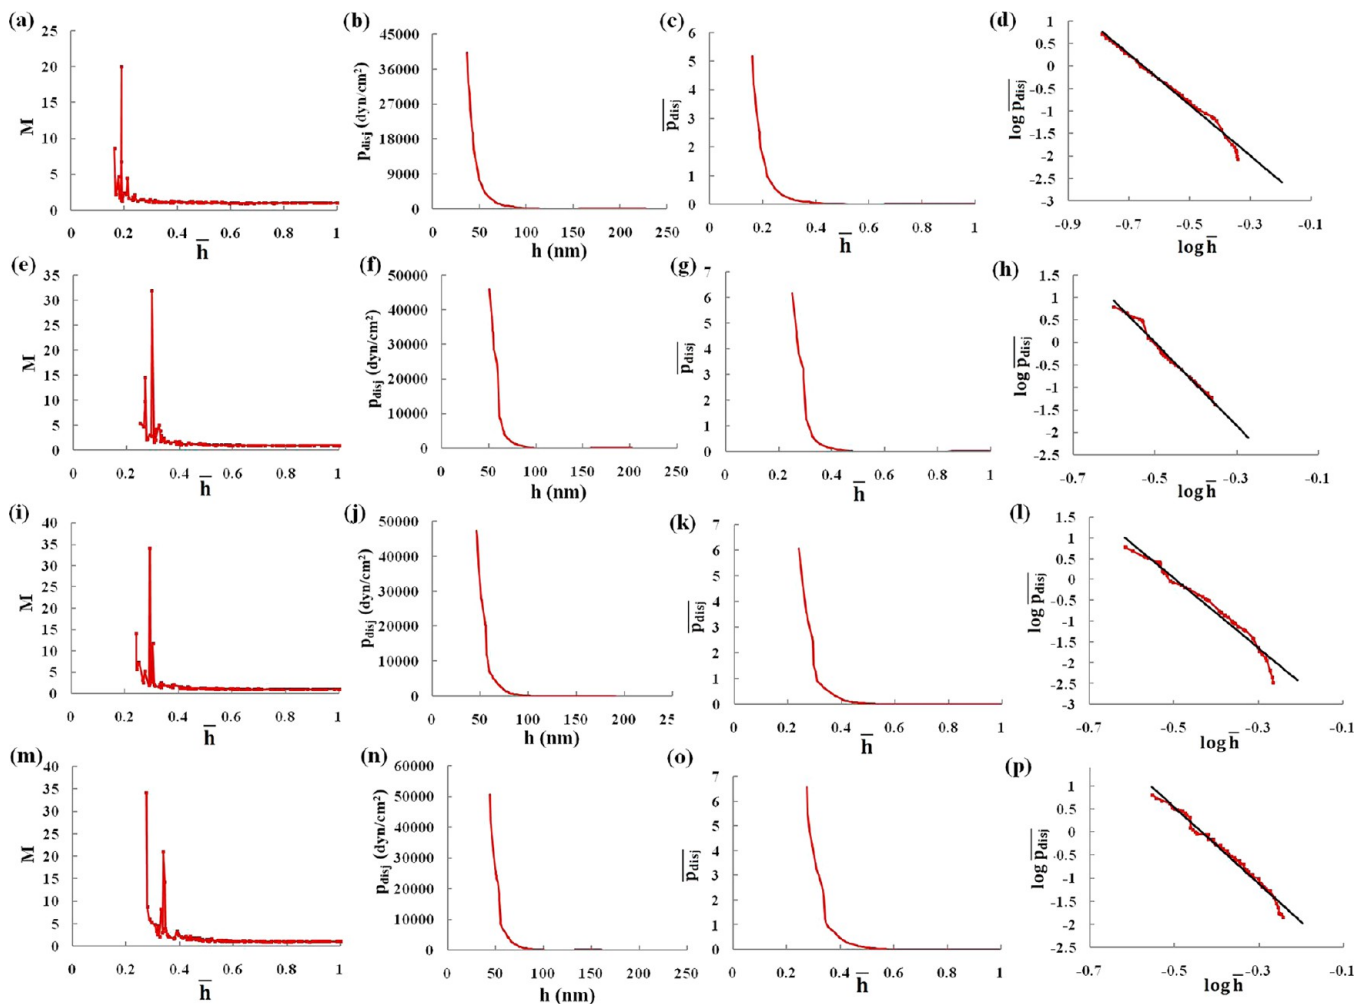 (a)
25
20
15
10
5
0
M
0 0.2 0.4 0.6 0.8 1
h̅
(b)
45000
36000
27000
18000
9000
0
p_disj (dyn/cm²)
0 50 100 150 200 250
h (nm)
(c)
6
5
4
3
2
1
0
p_disj
0 0.2 0.4 0.6 0.8 1
h̅
(d)
1
0.5
0
-0.5
-1
-1.5
-2
-2.5
-3
log p_disj
-0.9 -0.7 -0.5 -0.3 -0.1
log h̅
(e)
35
30
25
20
15
10
5
0
M
0 0.2 0.4 0.6 0.8 1
h̅
(f)
50000
40000
30000
20000
10000
0
p_disj (dyn/cm²)
0 50 100 150 200 250
h (nm)
(g)
7
6
5
4
3
2
1
0
p_disj
0 0.2 0.4 0.6 0.8 1
h̅
(h)
1.5
1
0.5
0
-0.5
-1
-1.5
-2
-2.5
log p_disj
-0.7 -0.5 -0.3 -0.1
log h̅
(i)
40
35
30
25
20
15
10
5
0
M
0 0.2 0.4 0.6 0.8 1
h̅
(j)
50000
40000
30000
20000
10000
0
p_disj (dyn/cm²)
0 50 100 150 200 250
h (nm)
(k)
7
6
5
4
3
2
1
0
p_disj
0 0.2 0.4 0.6 0.8 1
h̅
(l)
1.5
1
0.5
0
-0.5
-1
-1.5
-2
-2.5
-3
log p_disj
-0.7 -0.5 -0.3 -0.1
log h̅
(m)
40
35
30
25
20
15
10
5
0
M
0 0.2 0.4 0.6 0.8 1
h̅
(n)
60000
50000
40000
30000
20000
10000
0
p_disj (dyn/cm²)
0 50 100 150 200 250
h (nm)
(o)
7
6
5
4
3
2
1
0
p_disj
0 0.2 0.4 0.6 0.8 1
h̅
(p)
1.5
1
0.5
0
-0.5
-1
-1.5
-2
-2.5
log p_disj
-0.7 -0.5 -0.3 -0.1
log h̅